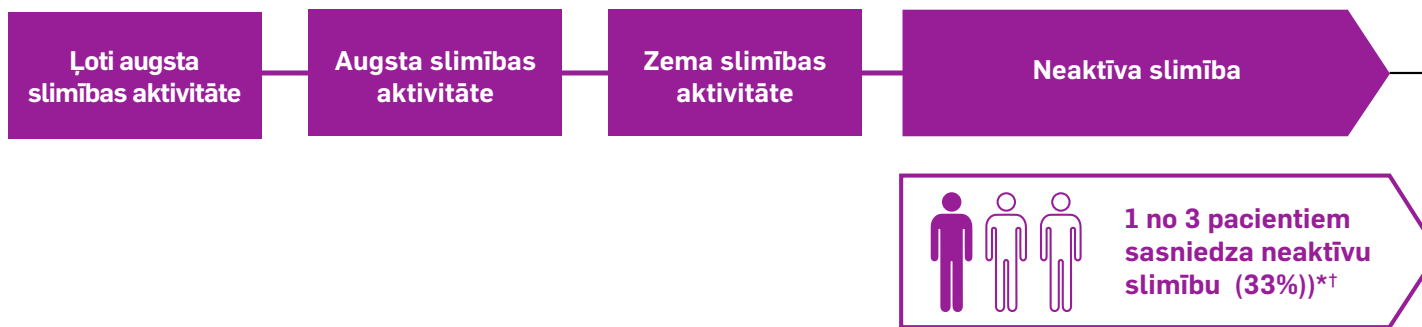 Ļoti augsta
slimības aktivitāte
Augsta slimības
aktivitāte
Zema slimības
aktivitāte
Neaktīva slimība
1 no 3 pacientiem
sasniedza neaktīvu
slimību (33%))*†